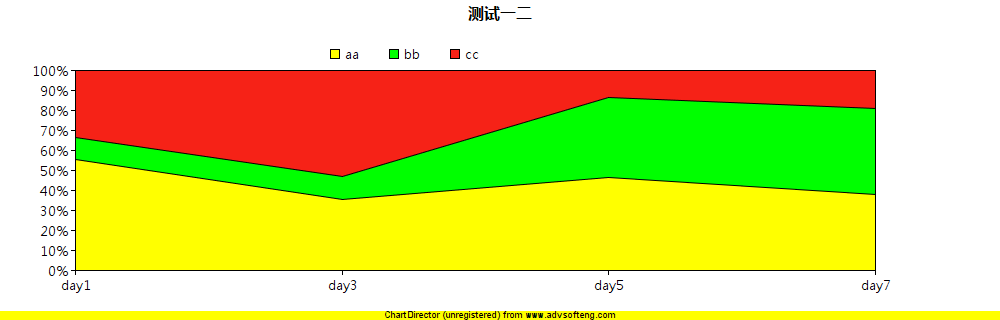 测试一二
aa bb cc
100%
90%
80%
70%
60%
50%
40%
30%
20%
10%
0%
day1 day3 day5 day7
ChartDirector (unregistered) from www.advsofteng.com